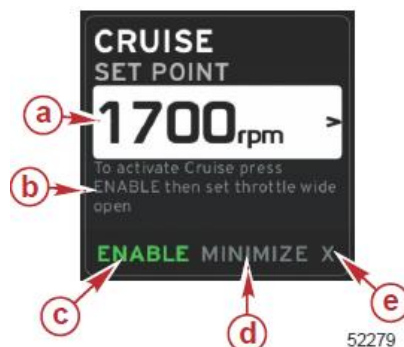 CRUISE
SET POINT
a
1700rpm >
To activate Cruise press
b
ENABLE then set throttle wide
open
ENABLE MINIMIZE X
c
d
e
52279